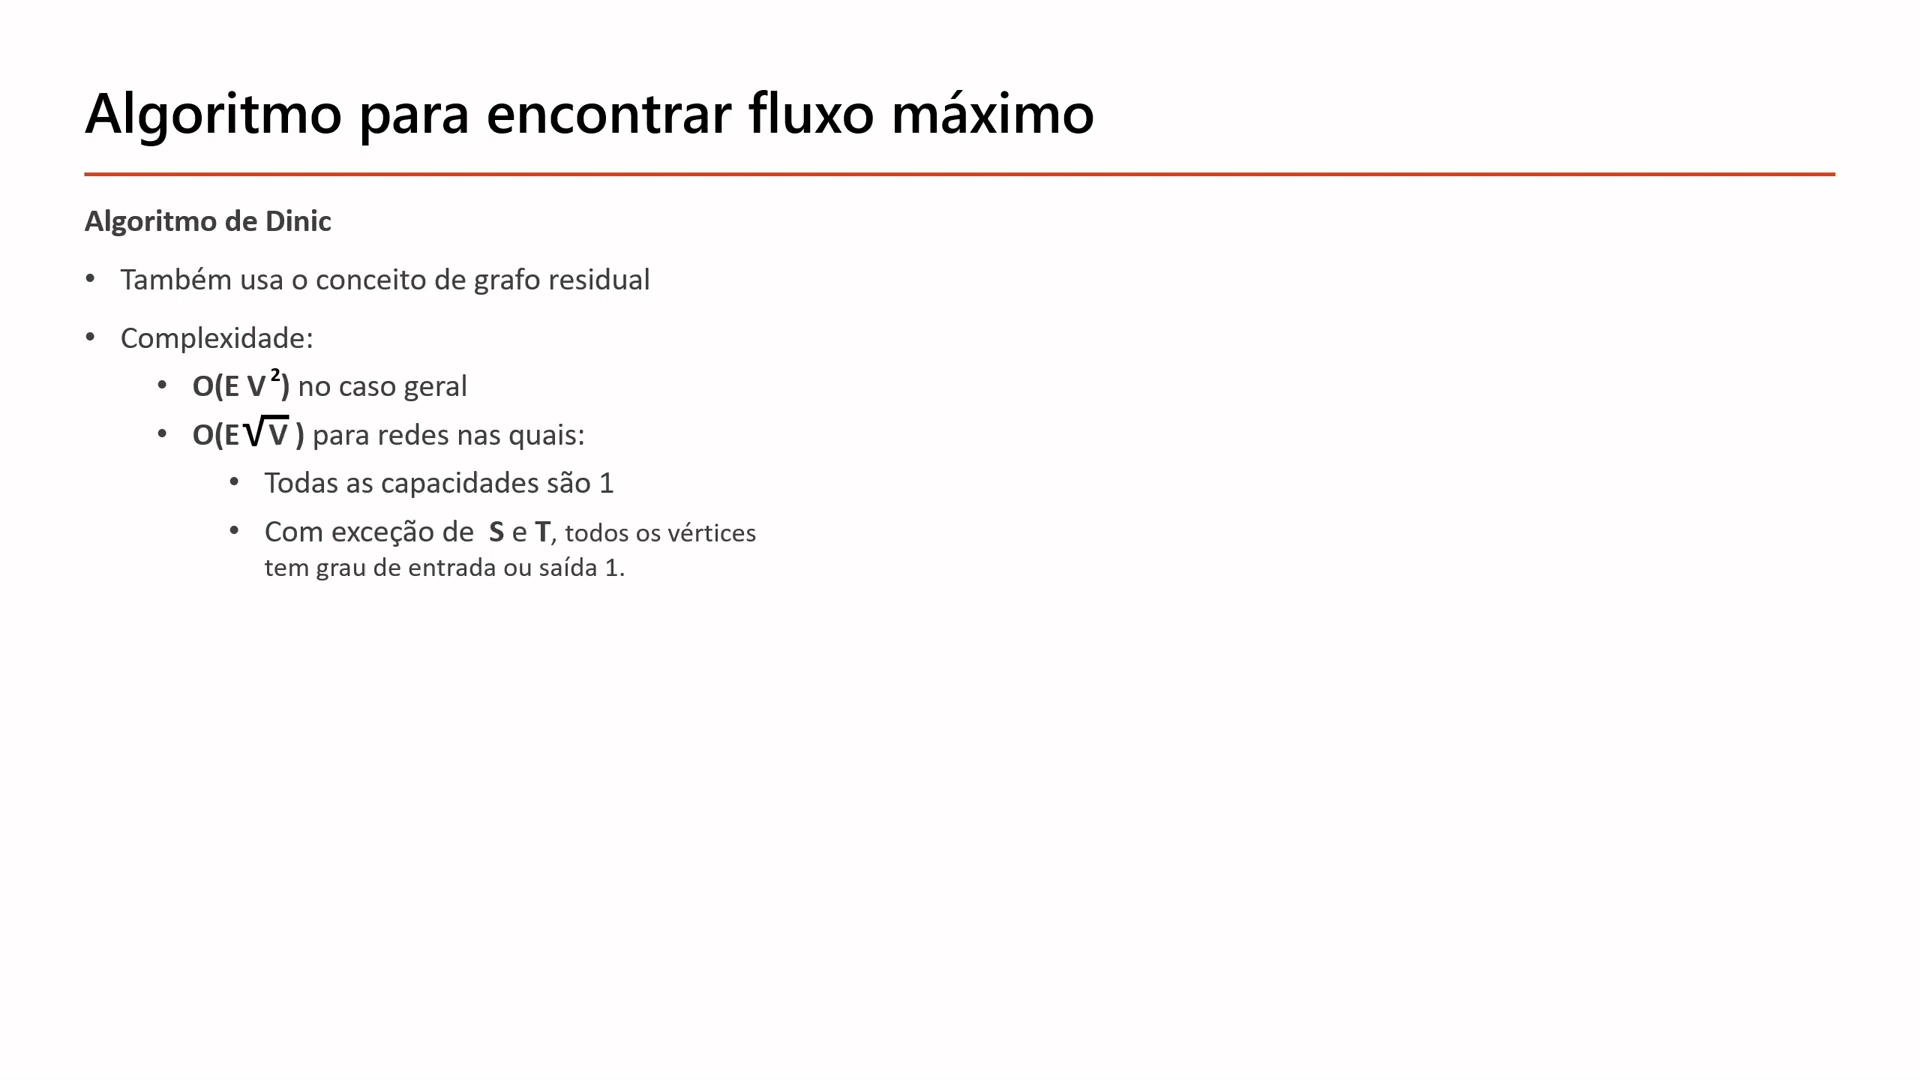 Algoritmo para encontrar fluxo máximo
Algoritmo de Dinic
• Também usa o conceito de grafo residual
• Complexidade:
• O(E V²) no caso geral
• O(E√V ) para redes nas quais:
• Todas as capacidades são 1
• Com exceção de S e T, todos os vértices
tem grau de entrada ou saída 1.